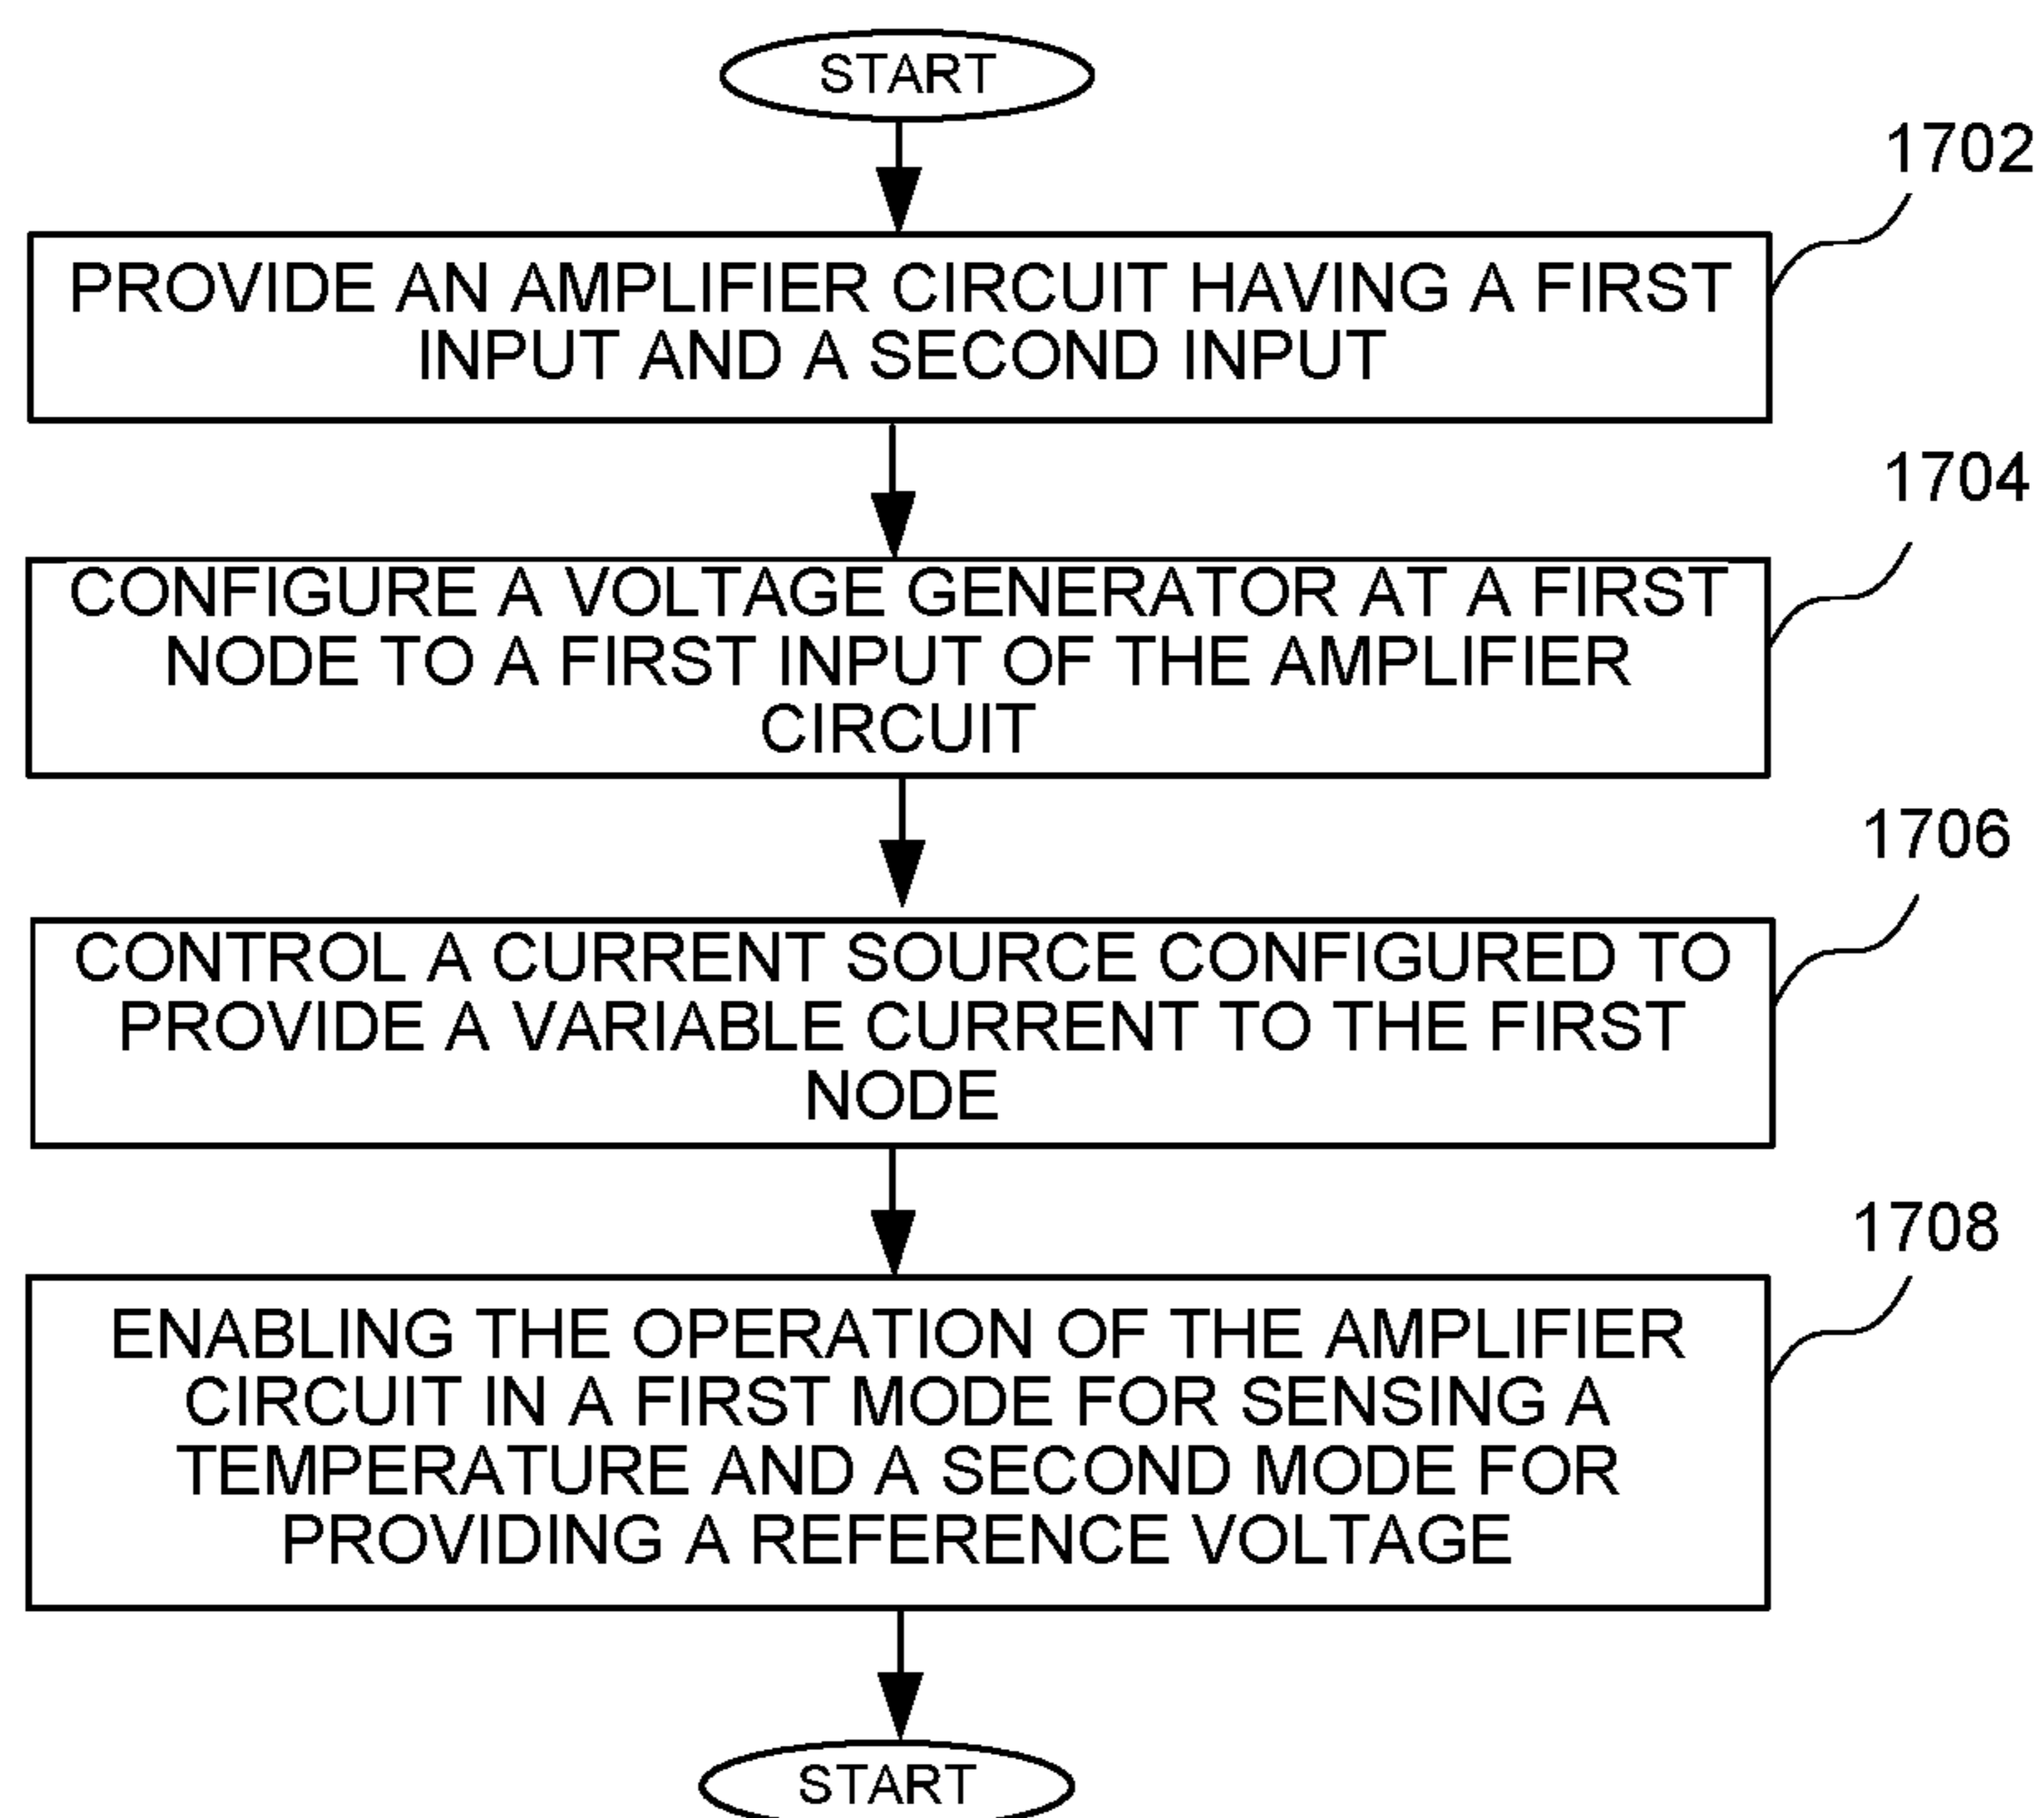 START
1702
PROVIDE AN AMPLIFIER CIRCUIT HAVING A FIRST
INPUT AND A SECOND INPUT
1704
CONFIGURE A VOLTAGE GENERATOR AT A FIRST
NODE TO A FIRST INPUT OF THE AMPLIFIER
CIRCUIT
1706
CONTROL A CURRENT SOURCE CONFIGURED TO
PROVIDE A VARIABLE CURRENT TO THE FIRST
NODE
1708
ENABLING THE OPERATION OF THE AMPLIFIER
CIRCUIT IN A FIRST MODE FOR SENSING A
TEMPERATURE AND A SECOND MODE FOR
PROVIDING A REFERENCE VOLTAGE
START